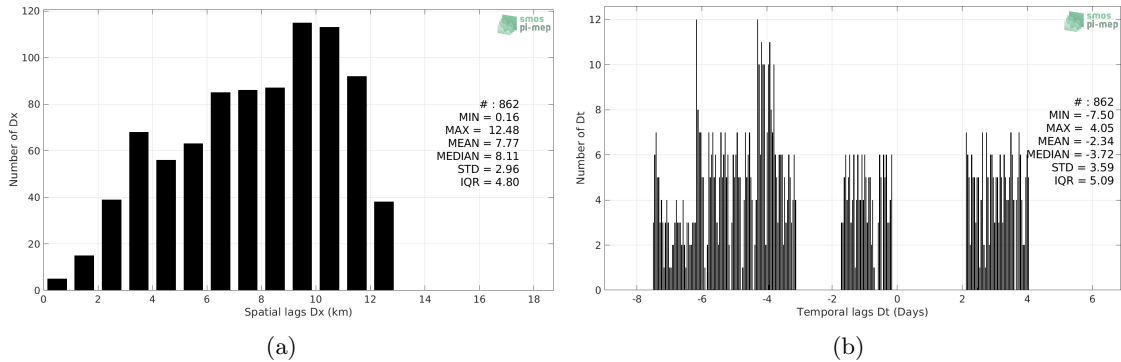 120
100
80
60
40
20
0
Number of Dx
0 2 4 6 8 10 12 14 16 18
Spatial lags Dx (km)
smos
pi-mep
# : 862
MIN = 0.16
MAX = 12.48
MEAN = 7.77
MEDIAN = 8.11
STD = 2.96
IQR = 4.80
(a)
12
10
8
6
4
2
0
Number of Dt
-8 -6 -4 -2 0 2 4 6
Temporal lags Dt (Days)
smos
pi-mep
# : 862
MIN = -7.50
MAX = 4.05
MEAN = -2.34
MEDIAN = -3.72
STD = 3.59
IQR = 5.09
(b)